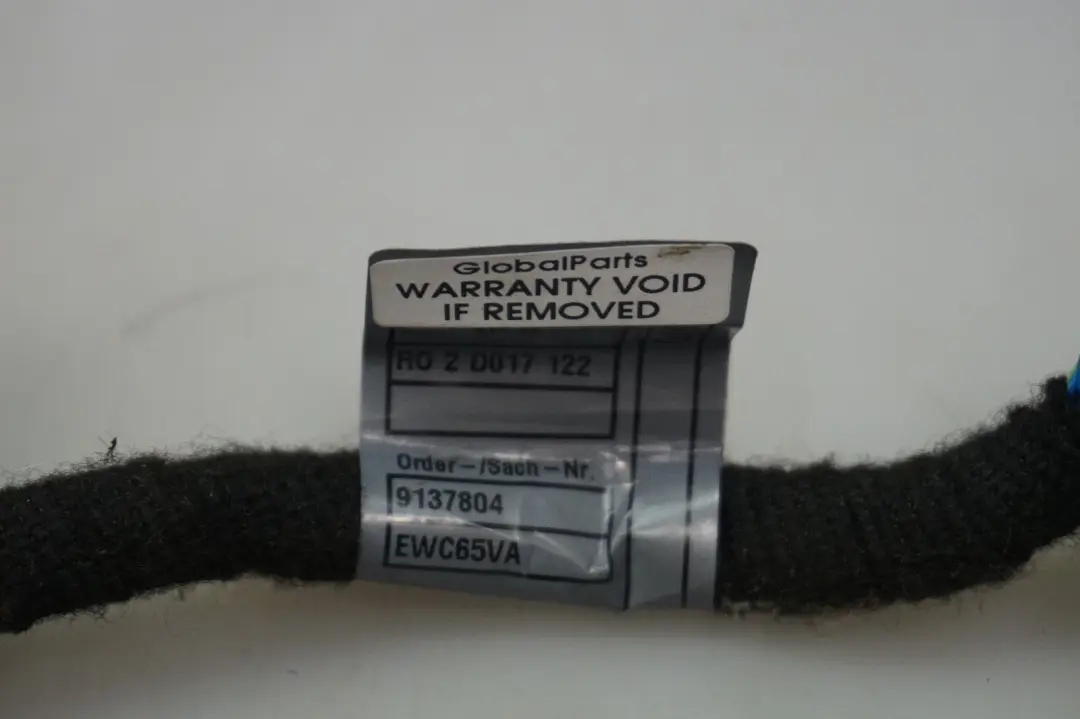 GlobalParts
WARRANTY VOID
IF REMOVED
RO 2 D017 122
Order-/Sach-Nr.
9137804
EWC65VA